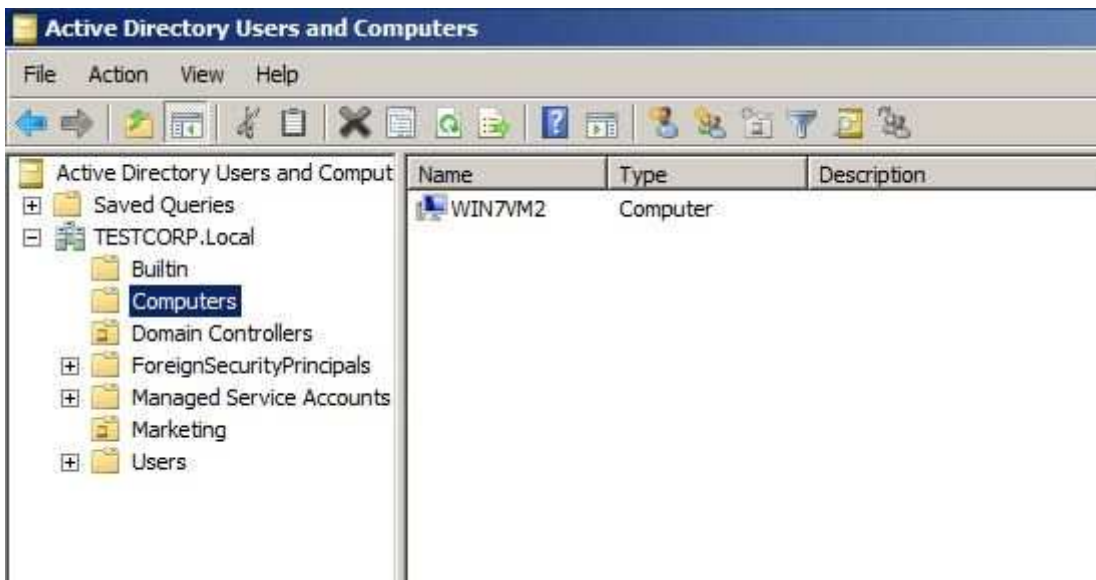 Active Directory Users and Computers
File Action View Help
Active Directory Users and Comput
Saved Queries
TESTCORP.Local
Builtin
Computers
Domain Controllers
ForeignSecurityPrincipals
Managed Service Accounts
Marketing
Users
Name Type Description
WIN7VM2 Computer